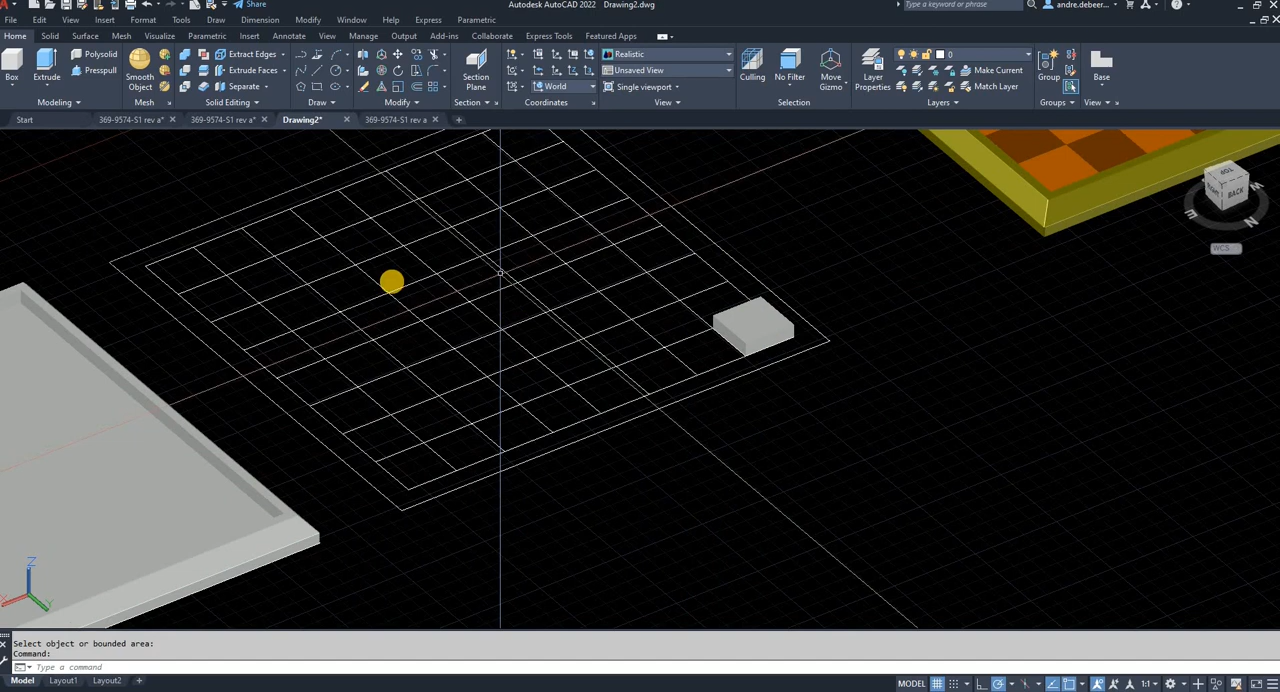 Share
Autodesk AutoCAD 2022 Drawing2.dwg
Type a keyword or phrase
andre.debeer...
File Edit View Insert Format Tools Draw Dimension Modify Window Help Express Parametric
Home Solid Surface Mesh Visualize Parametric Insert Annotate View Manage Output Add-ins Collaborate Express Tools Featured Apps
Box
Extrude
Polysolid
Presspull
Modeling
Smooth
Object
Mesh
Extract Edges
Extrude Faces
Separate
Solid Editing
Draw
Modify
Section
Plane
Section
World
Coordinates
Realistic
Unsaved View
Single viewport
View
Culling
No Filter
Move
Gizmo
Selection
Layer
Properties
0
Make Current
Match Layer
Layers
Group
Groups
Base
View
Start 369-9574-S1 rev a* 369-9574-S1 rev a* Drawing2* 369-9574-S1 rev a
TOP
BACK
W
E
N
WCS
Z
X
Y
Select object or bounded area:
Command:
Type a command
Model Layout1 Layout2
MODEL 1:1